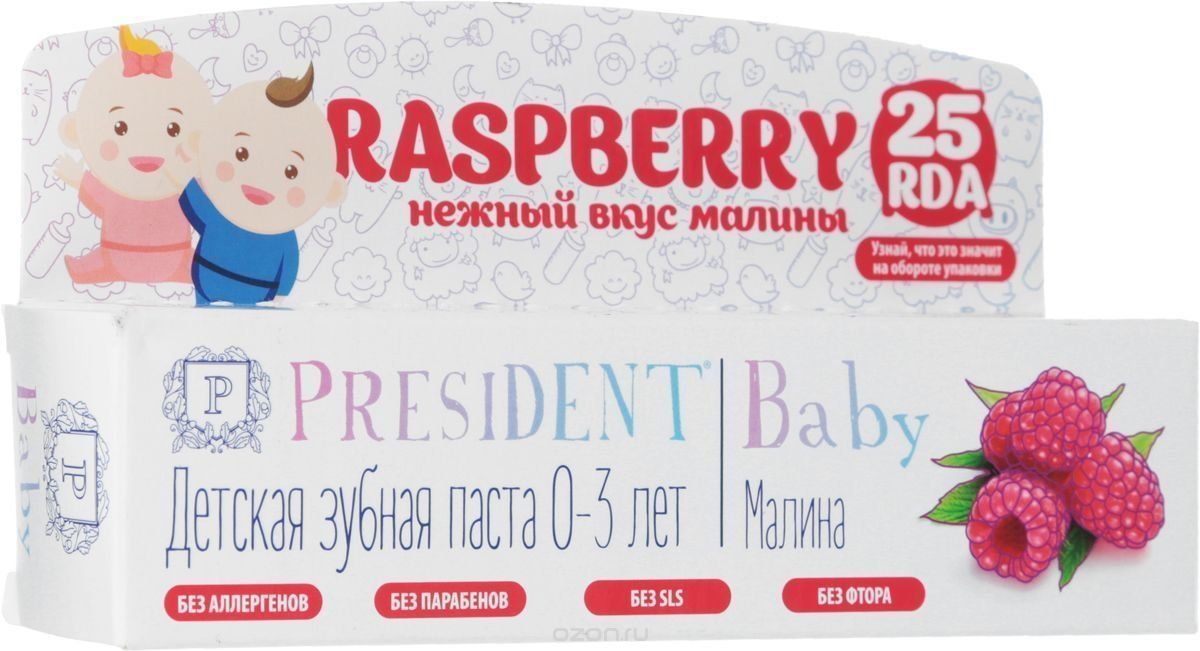 RASPBERRY
нежный вкус малины
25
RDA
Узнай, что это значит
на обороте упаковки
P
PRESIDENT®
Baby
Детская зубная паста 0-3 лет
Малина
БЕЗ АЛЛЕРГЕНОВ
БЕЗ ПАРАБЕНОВ
БЕЗ SLS
БЕЗ ФТОРА
Baby
P
ozon.ru